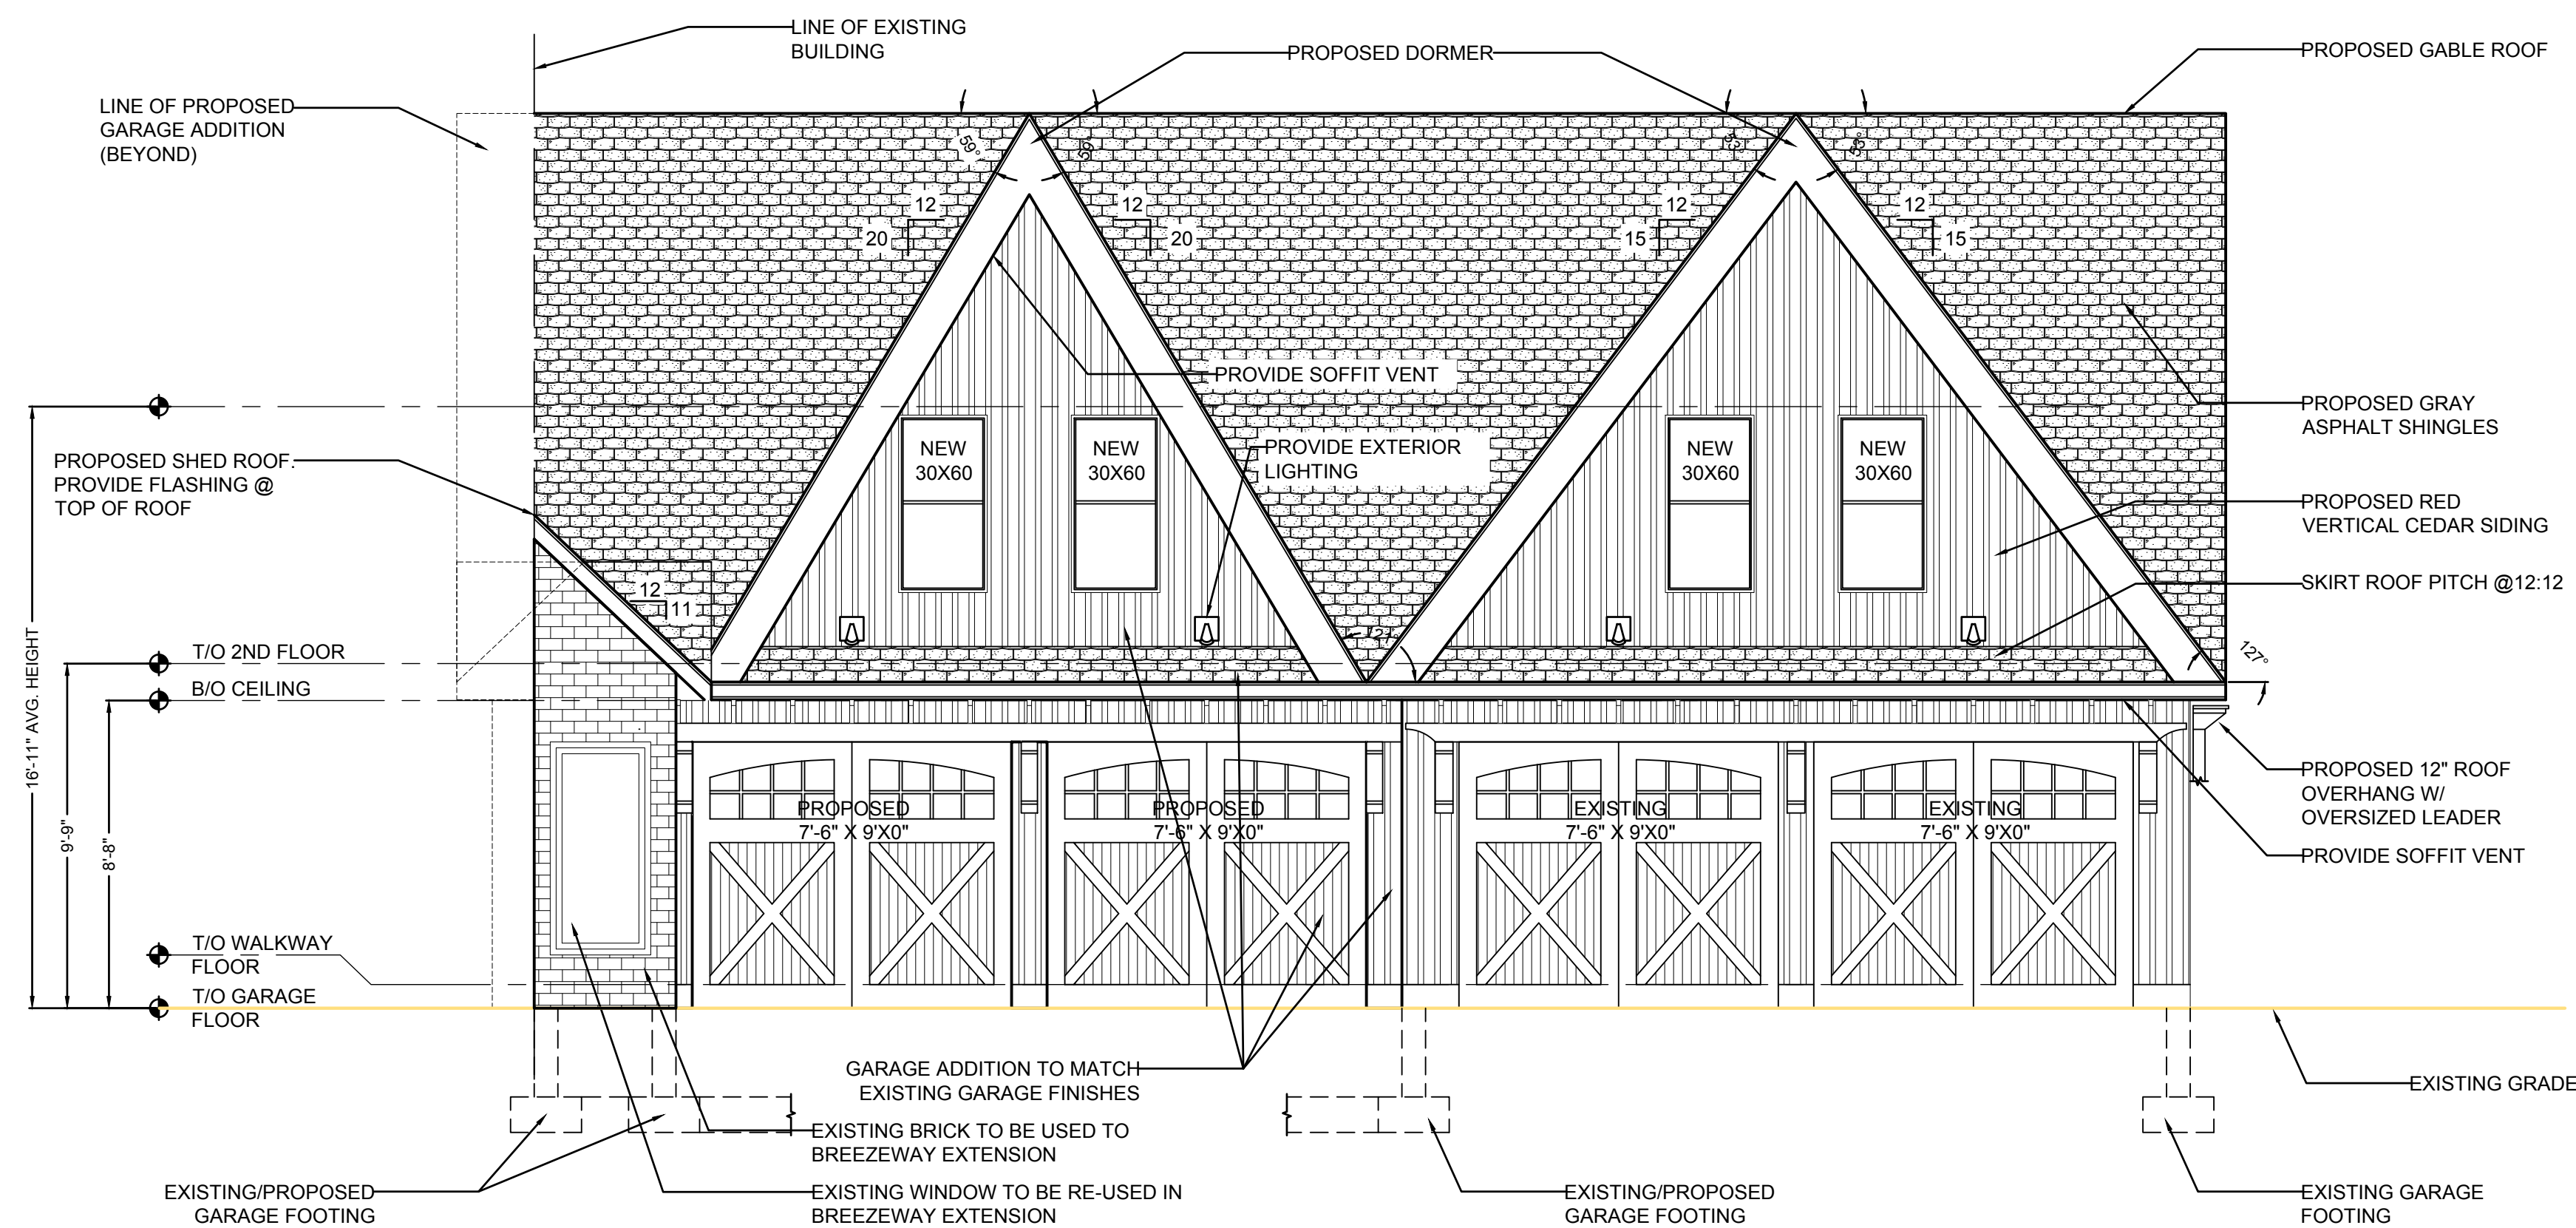 LINE OF EXISTING
BUILDING
PROPOSED DORMER
PROPOSED GABLE ROOF
LINE OF PROPOSED
GARAGE ADDITION
(BEYOND)
59°
59°
53°
53°
12
20
12
20
12
15
12
15
PROVIDE SOFFIT VENT
PROPOSED GRAY
ASPHALT SHINGLES
PROPOSED SHED ROOF.
PROVIDE FLASHING @
TOP OF ROOF
NEW
30X60
NEW
30X60
PROVIDE EXTERIOR
LIGHTING
NEW
30X60
NEW
30X60
PROPOSED RED
VERTICAL CEDAR SIDING
SKIRT ROOF PITCH @12:12
12
11
121°
127°
16'-11" AVG. HEIGHT
9'-9"
8'-8"
T/O 2ND FLOOR
B/O CEILING
PROPOSED
7'-6" X 9'X0"
PROPOSED
7'-6" X 9'X0"
EXISTING
7'-6" X 9'X0"
EXISTING
7'-6" X 9'X0"
PROPOSED 12" ROOF
OVERHANG W/
OVERSIZED LEADER
PROVIDE SOFFIT VENT
T/O WALKWAY
FLOOR
T/O GARAGE
FLOOR
GARAGE ADDITION TO MATCH
EXISTING GARAGE FINISHES
EXISTING GRADE
EXISTING BRICK TO BE USED TO
BREEZEWAY EXTENSION
EXISTING/PROPOSED
GARAGE FOOTING
EXISTING WINDOW TO BE RE-USED IN
BREEZEWAY EXTENSION
EXISTING/PROPOSED
GARAGE FOOTING
EXISTING GARAGE
FOOTING